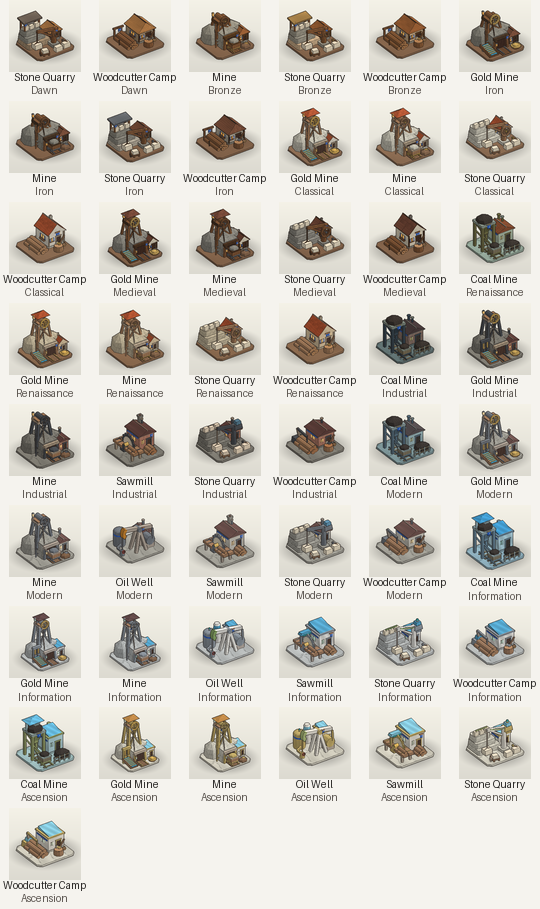 Stone Quarry Woodcutter Camp Mine Stone Quarry Woodcutter Camp Gold Mine
Dawn Dawn Bronze Bronze Bronze Iron
Mine Stone Quarry Woodcutter Camp Gold Mine Mine Stone Quarry
Iron Iron Iron Classical Classical Classical
Woodcutter Camp Gold Mine Mine Stone Quarry Woodcutter Camp Coal Mine
Classical Medieval Medieval Medieval Medieval Renaissance
Gold Mine Mine Stone Quarry Woodcutter Camp Coal Mine Gold Mine
Renaissance Renaissance Renaissance Renaissance Industrial Industrial
Mine Sawmill Stone Quarry Woodcutter Camp Coal Mine Gold Mine
Industrial Industrial Industrial Industrial Modern Modern
Mine Oil Well Sawmill Stone Quarry Woodcutter Camp Coal Mine
Modern Modern Modern Modern Modern Information
Gold Mine Mine Oil Well Sawmill Stone Quarry Woodcutter Camp
Information Information Information Information Information Information
Coal Mine Gold Mine Mine Oil Well Sawmill Stone Quarry
Ascension Ascension Ascension Ascension Ascension Ascension
Woodcutter Camp
Ascension